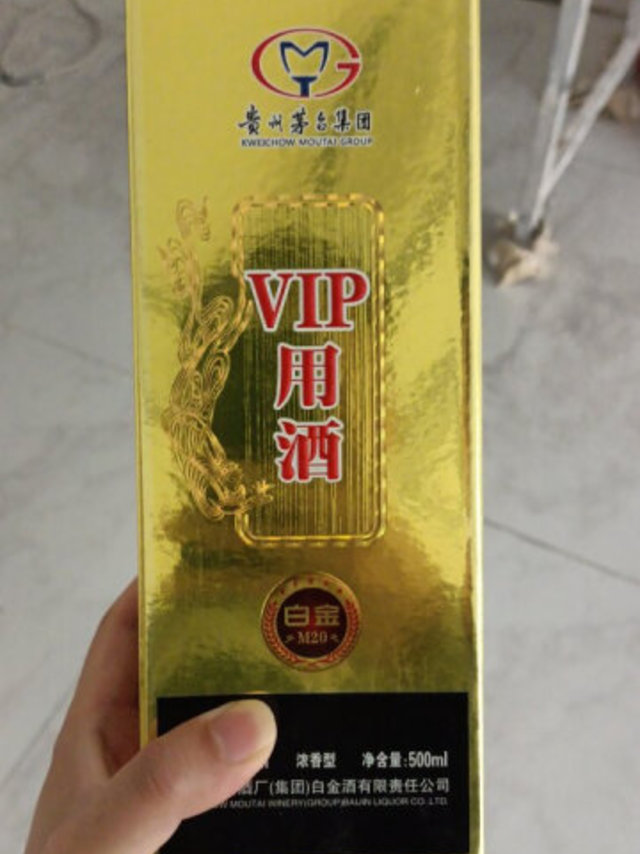 贵州茅台集团
KWEICHOW MOUTAI GROUP
VIP
用
酒
白金
M20
浓香型 净含量:500ml
酒厂(集团)白金酒有限责任公司
MOUTAI WINERY(GROUP)BAIJIN LIQUOR CO. LTD.